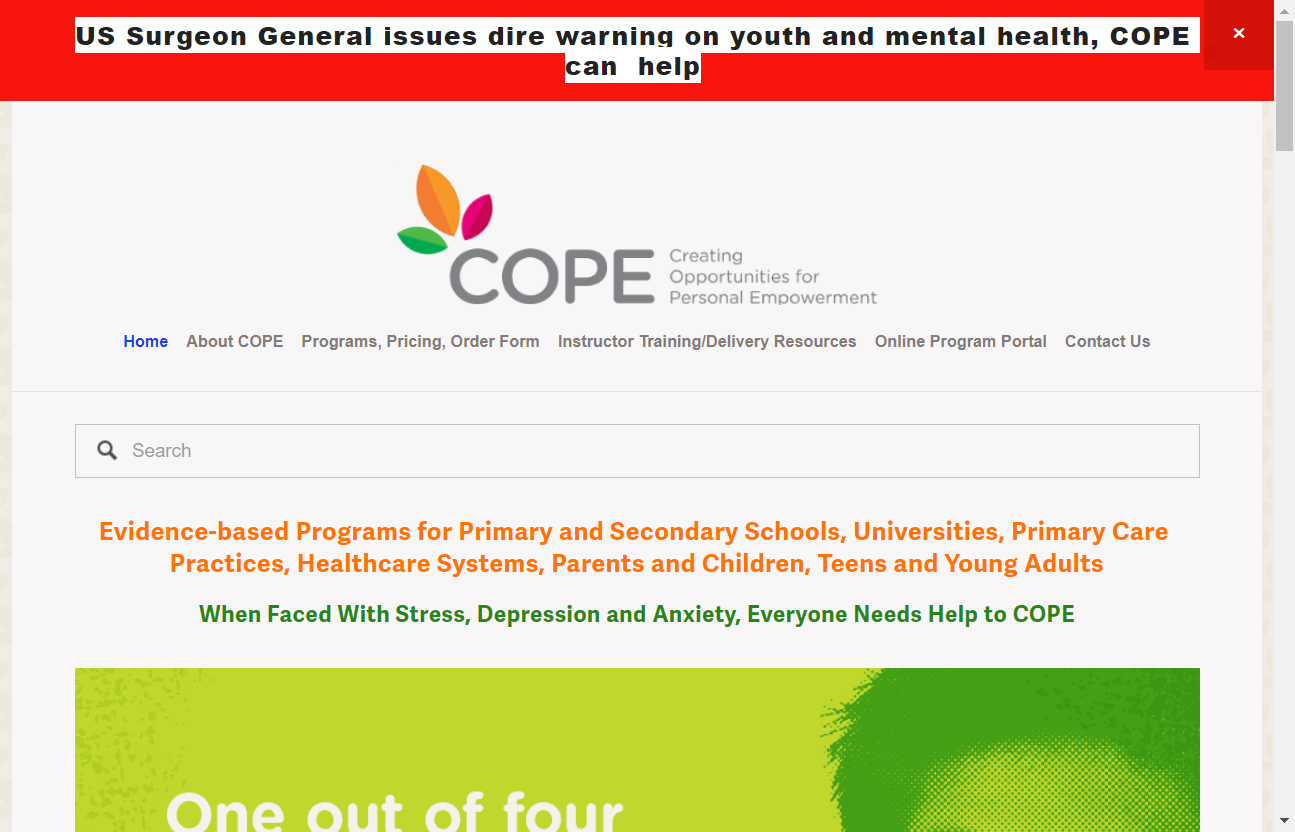 US Surgeon General issues dire warning on youth and mental health, COPE
can help
×
COPE
Creating
Opportunities for
Personal Empowerment
Home About COPE Programs, Pricing, Order Form Instructor Training/Delivery Resources Online Program Portal Contact Us
Search
Evidence-based Programs for Primary and Secondary Schools, Universities, Primary Care
Practices, Healthcare Systems, Parents and Children, Teens and Young Adults
When Faced With Stress, Depression and Anxiety, Everyone Needs Help to COPE
One out of four